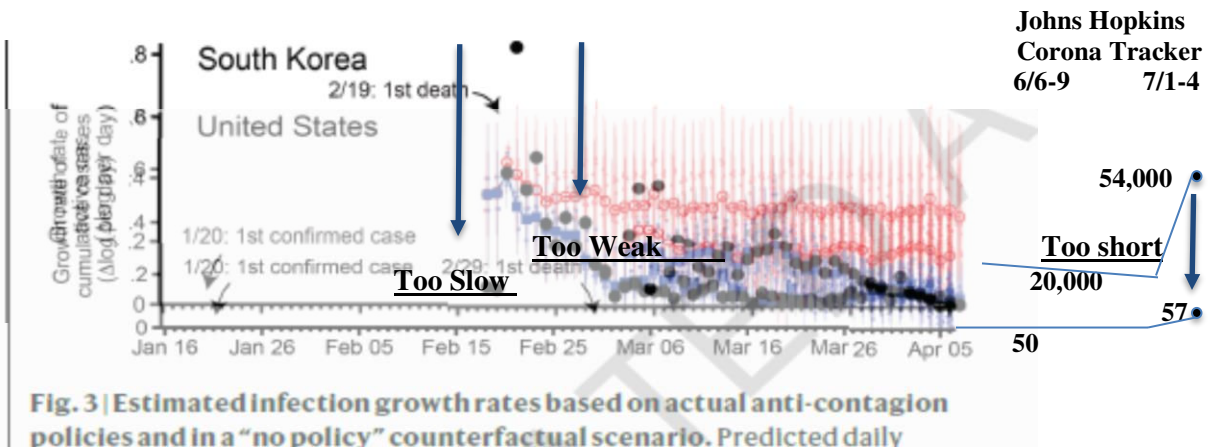 Johns Hopkins
Corona Tracker
6/6-9 7/1-4
South Korea
2/19: 1st death
United States
.8
.6
.6
.4
.4
.2
.2
0
0
1/20: 1st confirmed case
1/20: 1st confirmed case 2/29: 1st death
Too Slow
Too Weak
Too short
54,000
20,000
57
50
Jan 16 Jan 26 Feb 05 Feb 15 Feb 25 Mar 06 Mar 16 Mar 26 Apr 05
Fig. 3 | Estimated infection growth rates based on actual anti-contagion
policies and in a “no policy” counterfactual scenario. Predicted daily